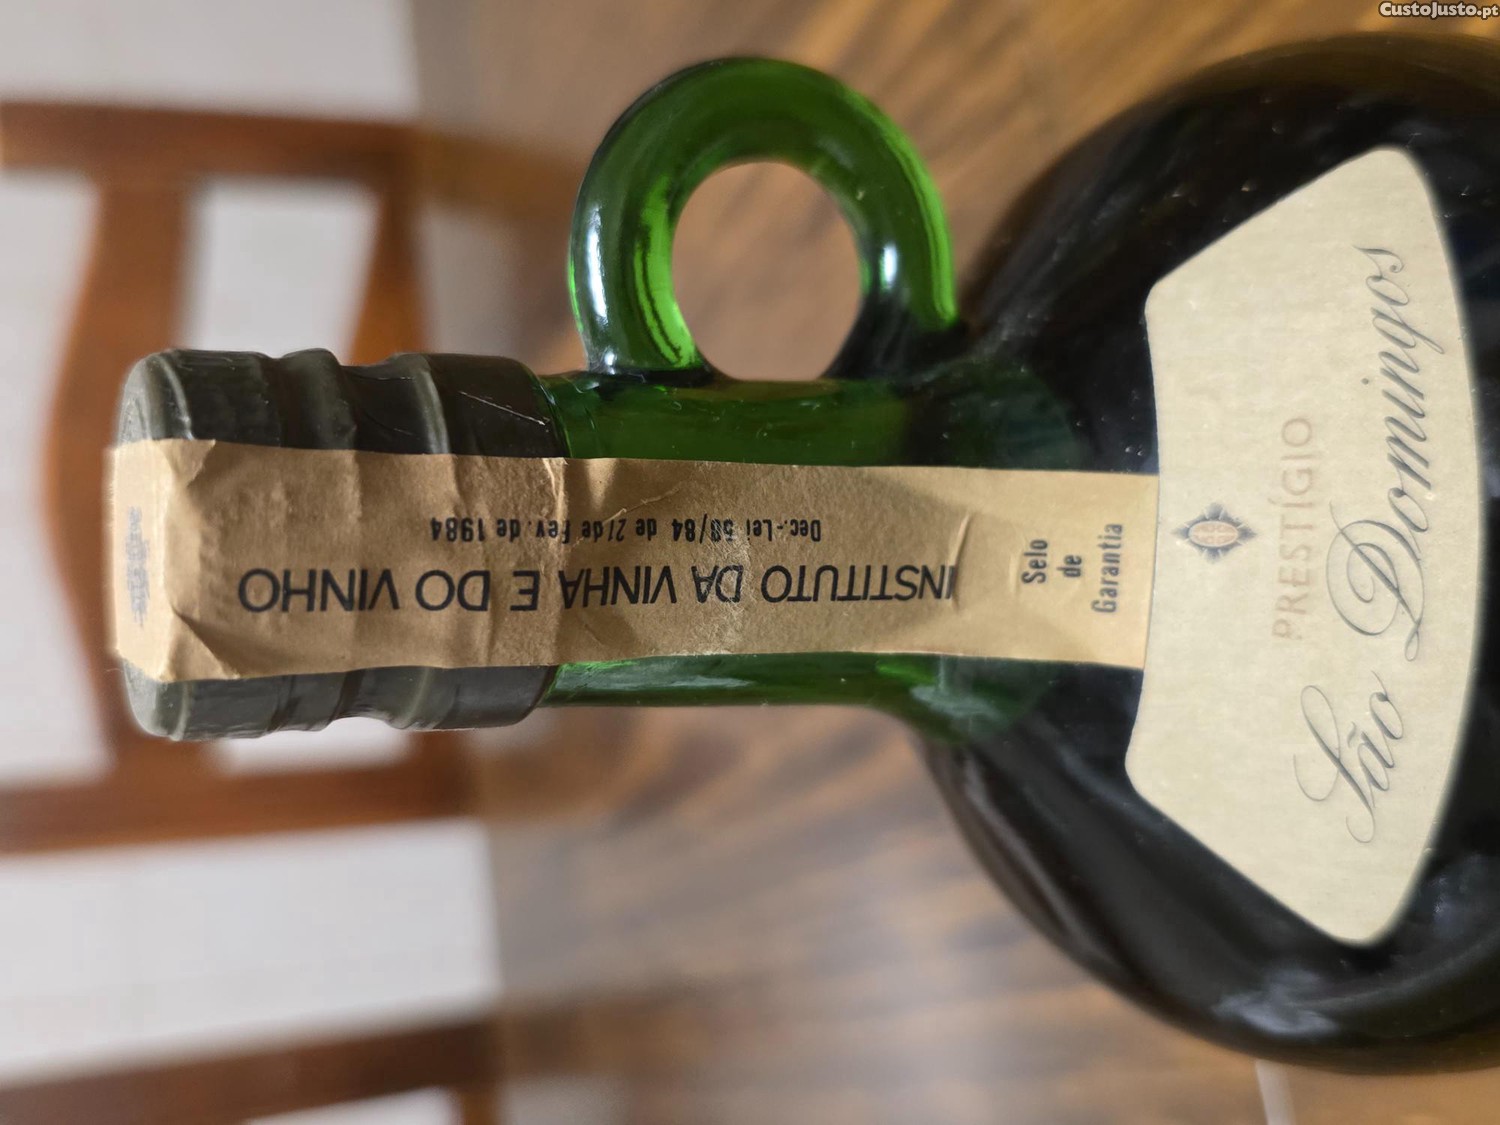 CustoJusto.pt
INSTITUTO DA VINHA E DO VINHO
Dec.-Lei 58/84 de 21 de Fev. de 1984
Selo
de
Garantia
PRESTÍGIO
São Domingos